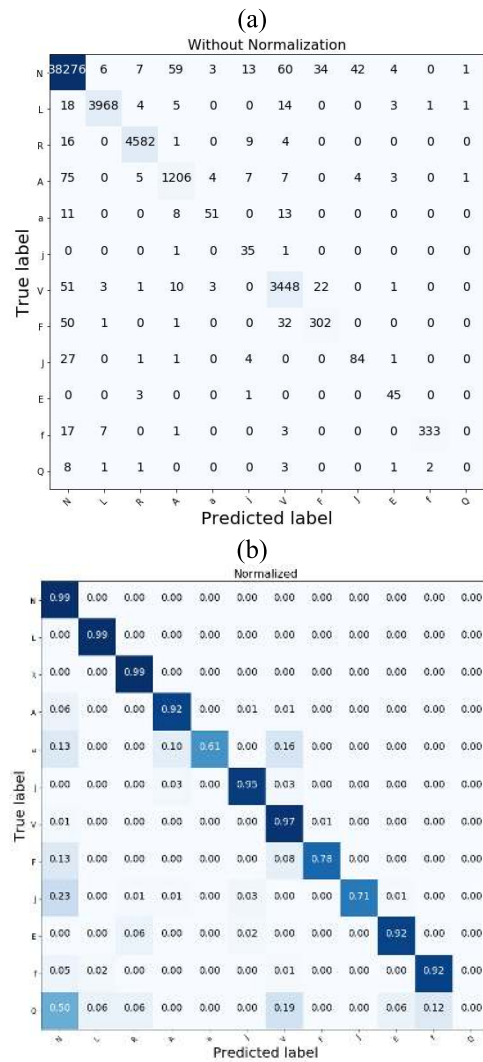 (a)
Without Normalization
N 38276 6 7 59 3 13 60 34 42 4 0 1
L 18 3968 4 5 0 0 14 0 0 3 1 1
R 16 0 4582 1 0 9 4 0 0 0 0 0
A 75 0 5 1206 4 7 7 0 4 3 0 1
a 11 0 0 8 51 0 13 0 0 0 0 0
j 0 0 0 1 0 35 1 0 0 0 0 0
V 51 3 1 10 3 0 3448 22 0 1 0 0
F 50 1 0 1 0 0 32 302 0 0 0 0
J 27 0 1 1 0 4 0 0 84 1 0 0
E 0 0 3 0 0 1 0 0 0 45 0 0
f 17 7 0 1 0 0 3 0 0 0 333 0
Q 8 1 1 0 0 0 3 0 0 1 2 0
N L R A a j V F J E f Q
True label
Predicted label
(b)
Normalized
N 0.99 0.00 0.00 0.00 0.00 0.00 0.00 0.00 0.00 0.00 0.00 0.00
L 0.00 0.99 0.00 0.00 0.00 0.00 0.00 0.00 0.00 0.00 0.00 0.00
R 0.00 0.00 0.99 0.00 0.00 0.00 0.00 0.00 0.00 0.00 0.00 0.00
A 0.06 0.00 0.00 0.92 0.00 0.01 0.01 0.00 0.00 0.00 0.00 0.00
a 0.13 0.00 0.00 0.10 0.61 0.00 0.16 0.00 0.00 0.00 0.00 0.00
j 0.00 0.00 0.00 0.03 0.00 0.95 0.03 0.00 0.00 0.00 0.00 0.00
V 0.01 0.00 0.00 0.00 0.00 0.00 0.97 0.01 0.00 0.00 0.00 0.00
F 0.13 0.00 0.00 0.00 0.00 0.00 0.08 0.78 0.00 0.00 0.00 0.00
J 0.23 0.00 0.01 0.01 0.00 0.03 0.00 0.00 0.71 0.01 0.00 0.00
E 0.00 0.00 0.06 0.00 0.00 0.02 0.00 0.00 0.00 0.92 0.00 0.00
f 0.05 0.02 0.00 0.00 0.00 0.00 0.01 0.00 0.00 0.00 0.92 0.00
Q 0.50 0.06 0.06 0.00 0.00 0.00 0.19 0.00 0.00 0.06 0.12 0.00
N L R A a j V F J E f Q
True label
Predicted label